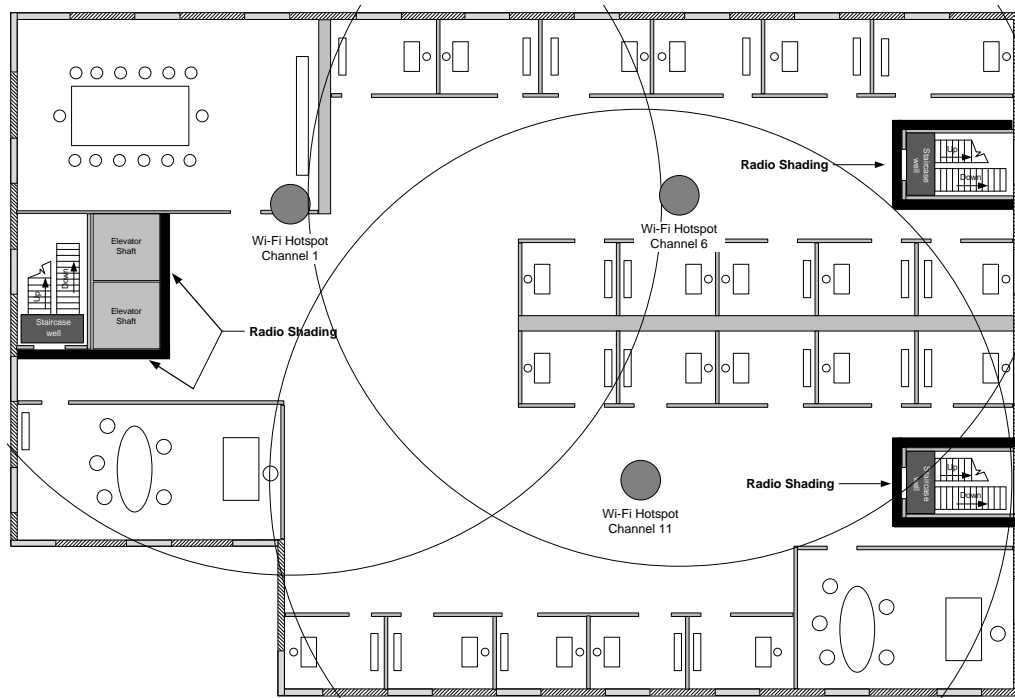 Radio Shading
Staircase
well
Up
Down
Wi-Fi Hotspot
Channel 1
Wi-Fi Hotspot
Channel 6
Elevator
Shaft
Down
Up
Elevator
Shaft
Staircase
well
Radio Shading
Radio Shading
Staircase
well
Up
Down
Wi-Fi Hotspot
Channel 11